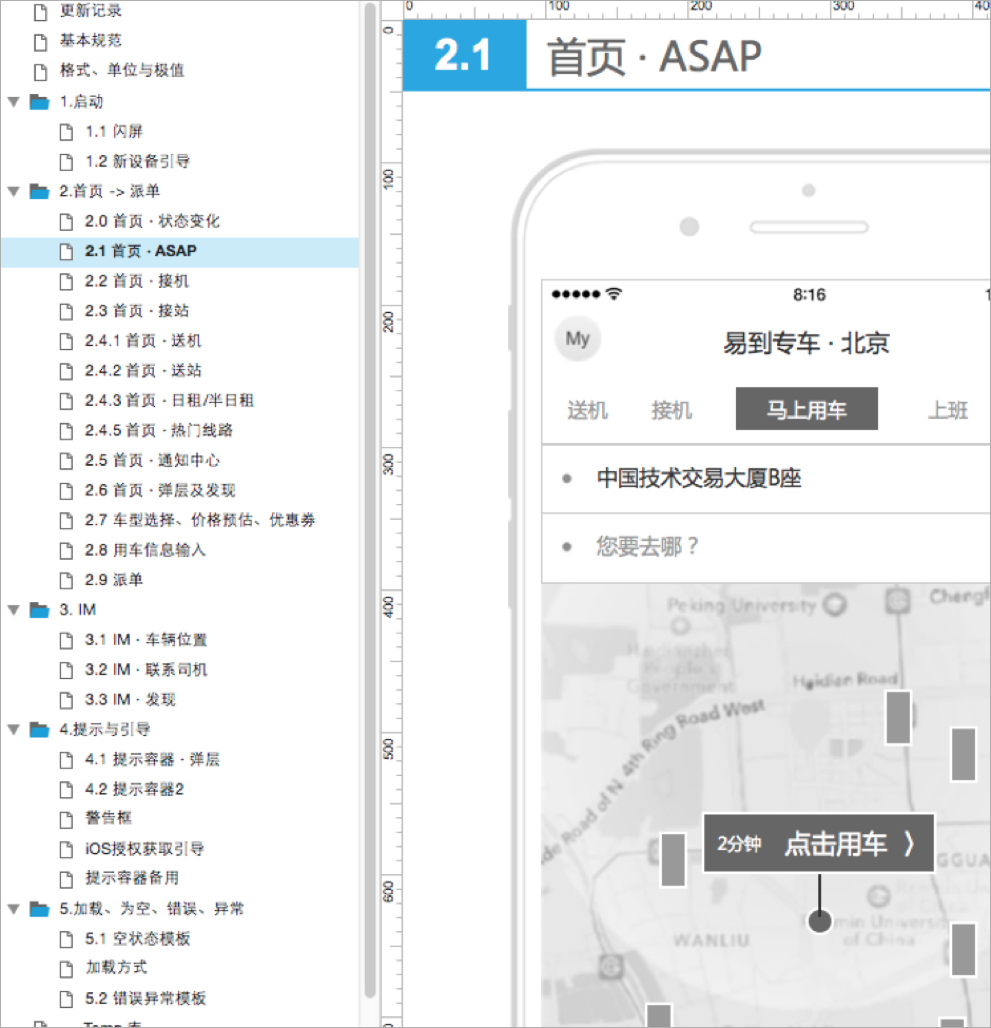 更新记录
基本规范
格式、单位与极值
1.启动
1.1 闪屏
1.2 新设备引导
2.首页 -> 派单
2.0 首页 · 状态变化
2.1 首页 · ASAP
2.2 首页 · 接机
2.3 首页 · 接站
2.4.1 首页 · 送机
2.4.2 首页 · 送站
2.4.3 首页 · 日租/半日租
2.4.5 首页 · 热门线路
2.5 首页 · 通知中心
2.6 首页 · 弹层及发现
2.7 车型选择、价格预估、优惠券
2.8 用车信息输入
2.9 派单
3. IM
3.1 IM · 车辆位置
3.2 IM · 联系司机
3.3 IM · 发现
4.提示与引导
4.1 提示容器 · 弹层
4.2 提示容器2
警告框
iOS授权获取引导
提示容器备用
5.加载、为空、错误、异常
5.1 空状态模板
加载方式
5.2 错误异常模板
0 100 200 300
0
100
200
300
400
500
600
2.1 首页 · ASAP
8:16
My 易到专车 · 北京
送机 接机 马上用车 上班
中国技术交易大厦B座
您要去哪？
Peking University
Haidian Road
Road of N. 4th Ring Road West
2分钟 点击用车 〉
WANLIU
University
of China